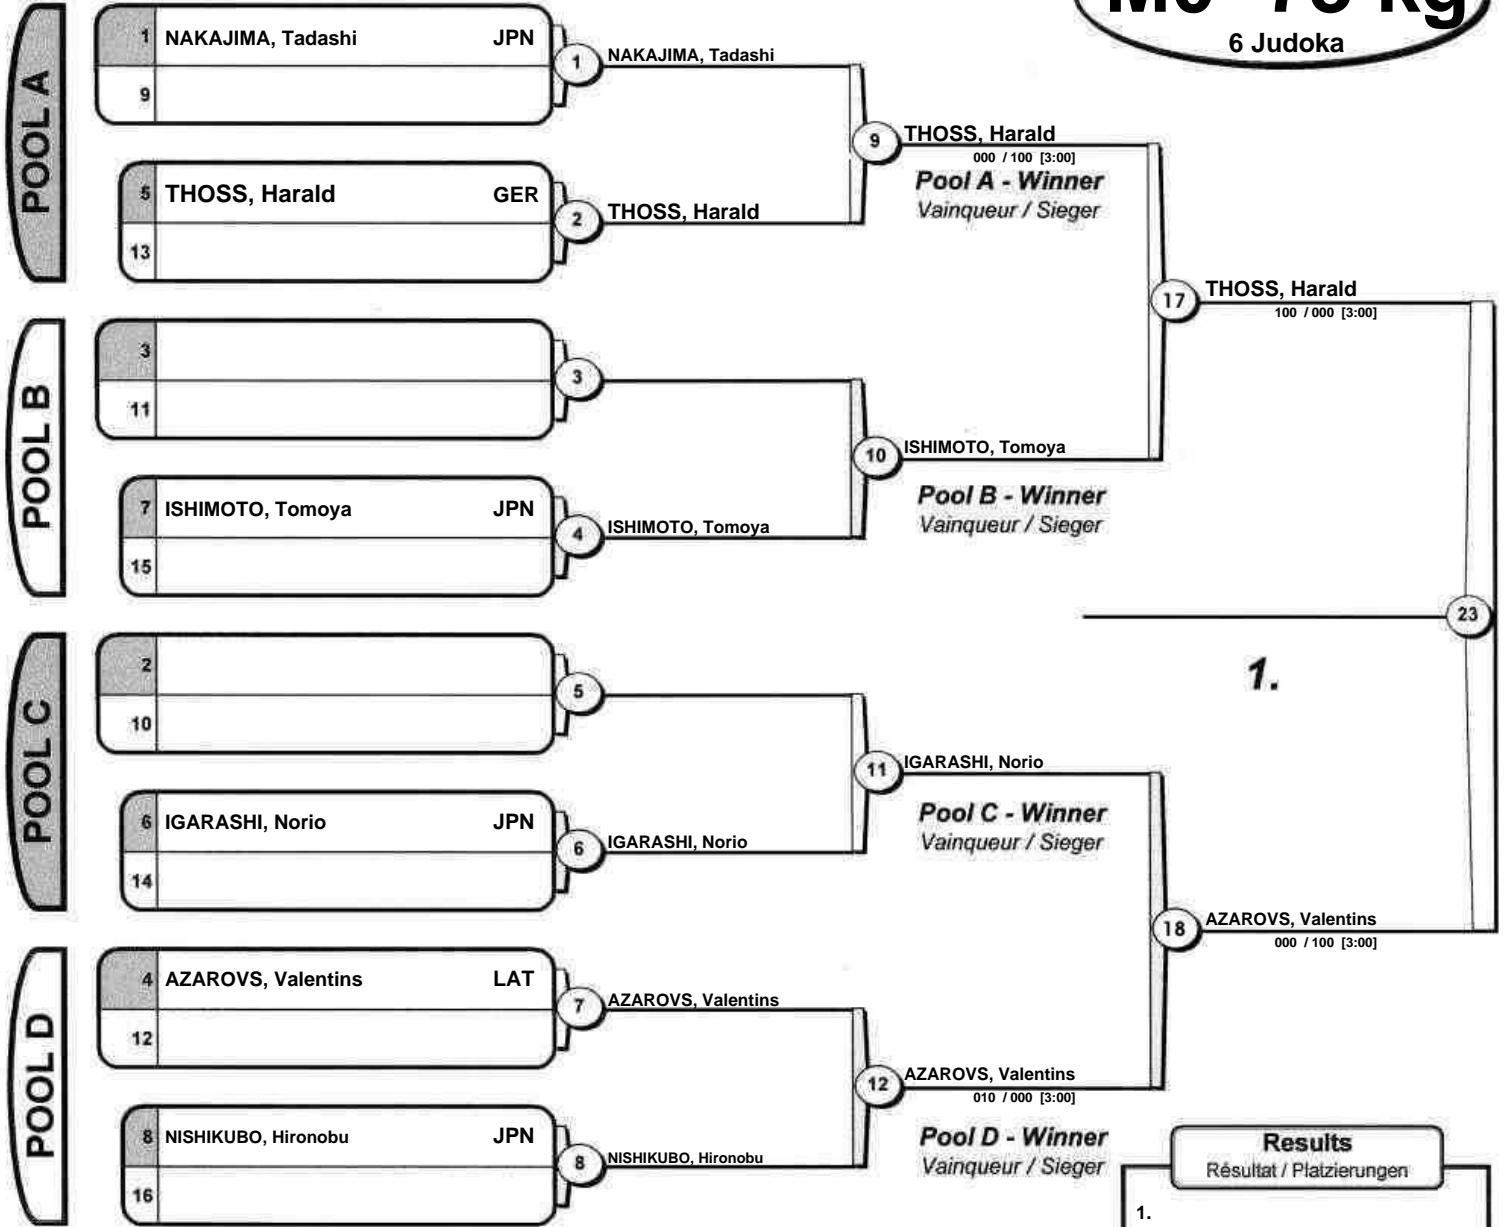 6 Judoka
POOL A
1 NAKAJIMA, Tadashi JPN
9
1 NAKAJIMA, Tadashi
5 THOSS, Harald GER
13
2 THOSS, Harald
9 THOSS, Harald
000 / 100 [3:00]
Pool A - Winner
Vainqueur / Sieger
POOL B
3
11
3
7 ISHIMOTO, Tomoya JPN
15
4 ISHIMOTO, Tomoya
10 ISHIMOTO, Tomoya
Pool B - Winner
Vainqueur / Sieger
17 THOSS, Harald
100 / 000 [3:00]
POOL C
2
10
5
6 IGARASHI, Norio JPN
14
6 IGARASHI, Norio
11 IGARASHI, Norio
Pool C - Winner
Vainqueur / Sieger
POOL D
4 AZAROVS, Valentins LAT
12
7 AZAROVS, Valentins
8 NISHIKUBO, Hironobu JPN
16
8 NISHIKUBO, Hironobu
12 AZAROVS, Valentins
010 / 000 [3:00]
Pool D - Winner
Vainqueur / Sieger
18 AZAROVS, Valentins
000 / 100 [3:00]
23
1.
Results
Résultat / Platzierungen
1.